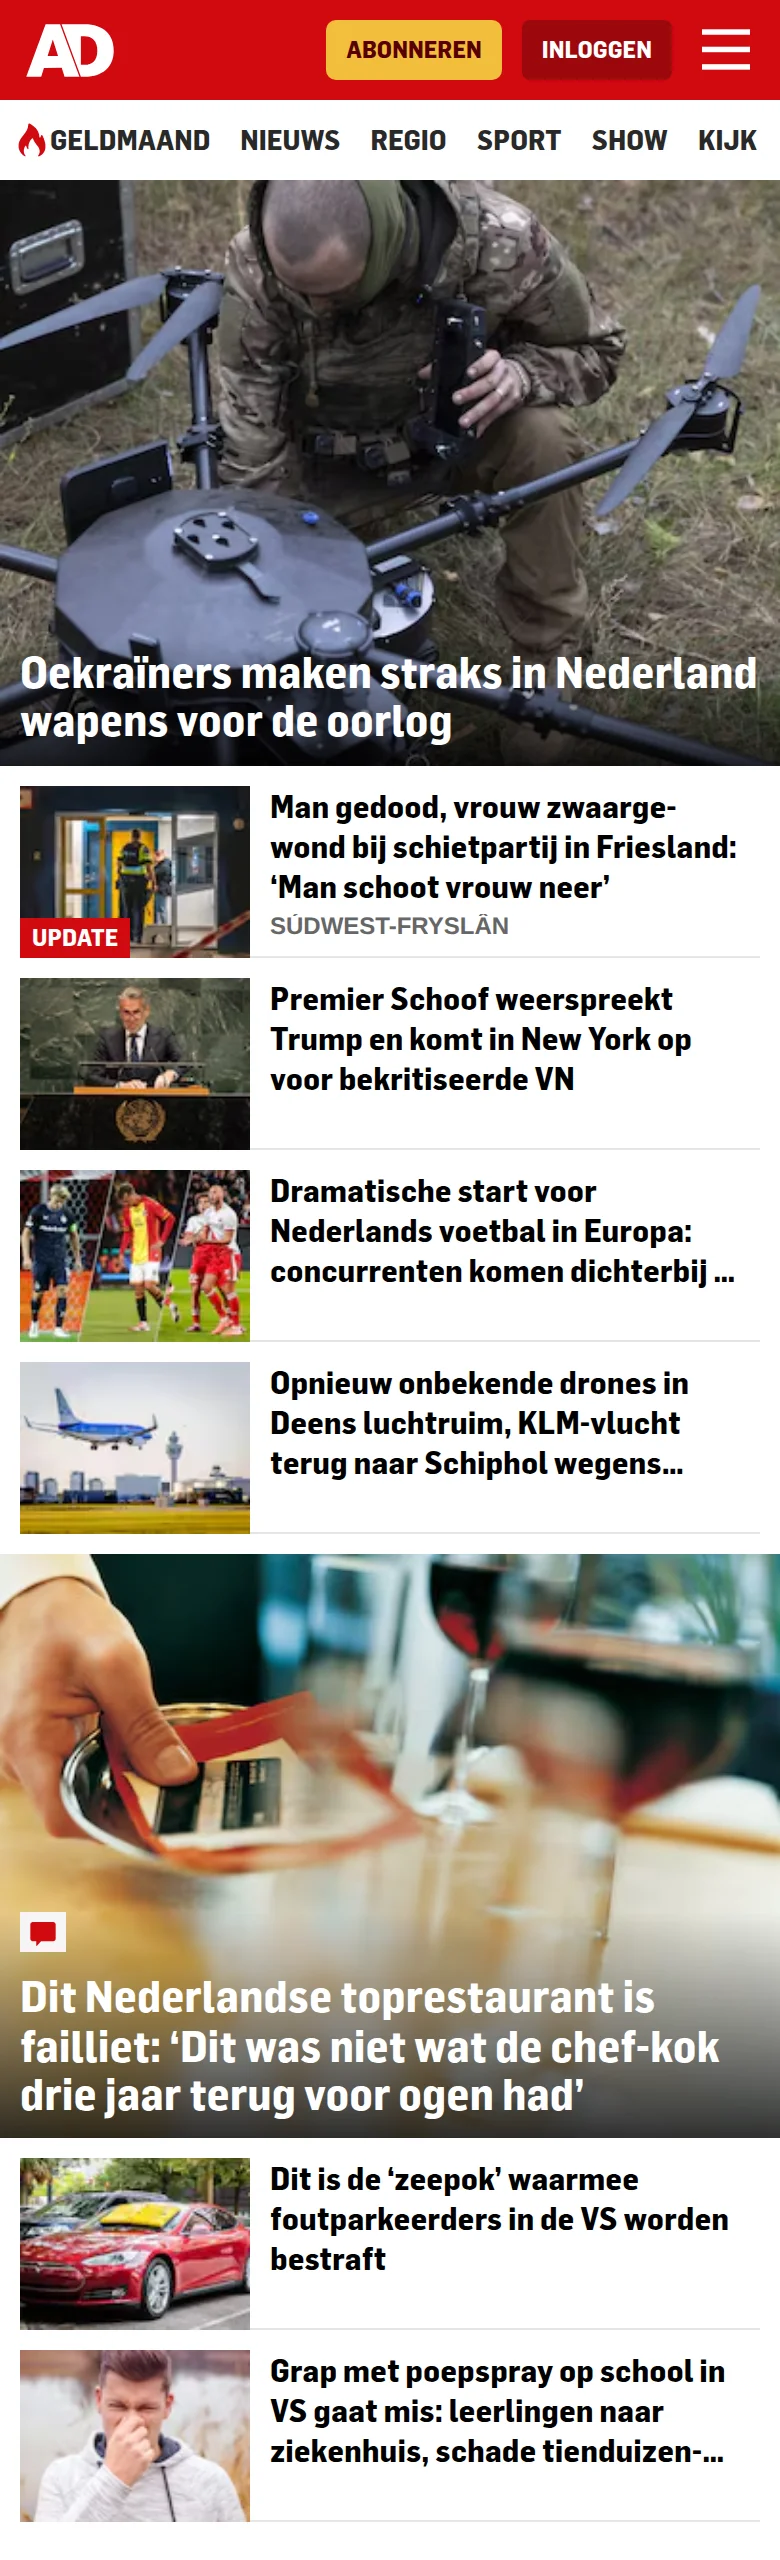 AD
ABONNEREN
INLOGGEN
GELDMAAND NIEUWS REGIO SPORT SHOW KIJK
Oekraïners maken straks in Nederland
wapens voor de oorlog
UPDATE
Man gedood, vrouw zwaarge-
wond bij schietpartij in Friesland:
‘Man schoot vrouw neer’
SÚDWEST-FRYSLÂN
Premier Schoof weerspreekt
Trump en komt in New York op
voor bekritiseerde VN
Dramatische start voor
Nederlands voetbal in Europa:
concurrenten komen dichterbij ...
Opnieuw onbekende drones in
Deens luchtruim, KLM-vlucht
terug naar Schiphol wegens...
Dit Nederlandse toprestaurant is
failliet: ‘Dit was niet wat de chef-kok
drie jaar terug voor ogen had’
Dit is de ‘zeepok’ waarmee
foutparkeerders in de VS worden
bestraft
Grap met poepspray op school in
VS gaat mis: leerlingen naar
ziekenhuis, schade tienduizen-...